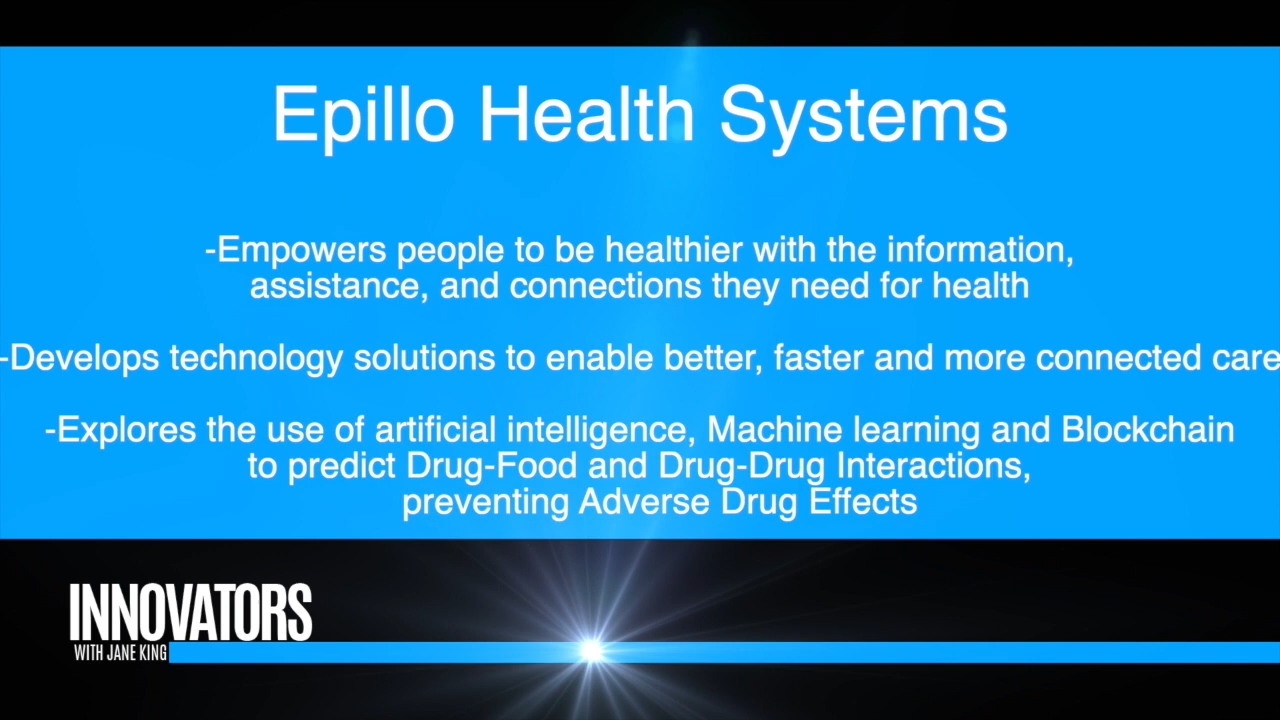 Epillo Health Systems
-Empowers people to be healthier with the information,
assistance, and connections they need for health
-Develops technology solutions to enable better, faster and more connected care
-Explores the use of artificial intelligence, Machine learning and Blockchain
to predict Drug-Food and Drug-Drug Interactions,
preventing Adverse Drug Effects
INNOVATORS
WITH JANE KING